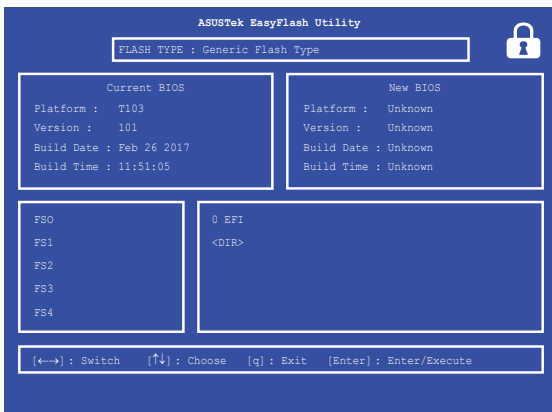 ASUSTek EasyFlash Utility
FLASH TYPE : Generic Flash Type
Current BIOS
Platform : T103
Version : 101
Build Date : Feb 26 2017
Build Time : 11:51:05
New BIOS
Platform : Unknown
Version : Unknown
Build Date : Unknown
Build Time : Unknown
FSO
FS1
FS2
FS3
FS4
0 EFI
<DIR>
[←→] : Switch [↑↓] : Choose [q] : Exit [Enter] : Enter/Execute